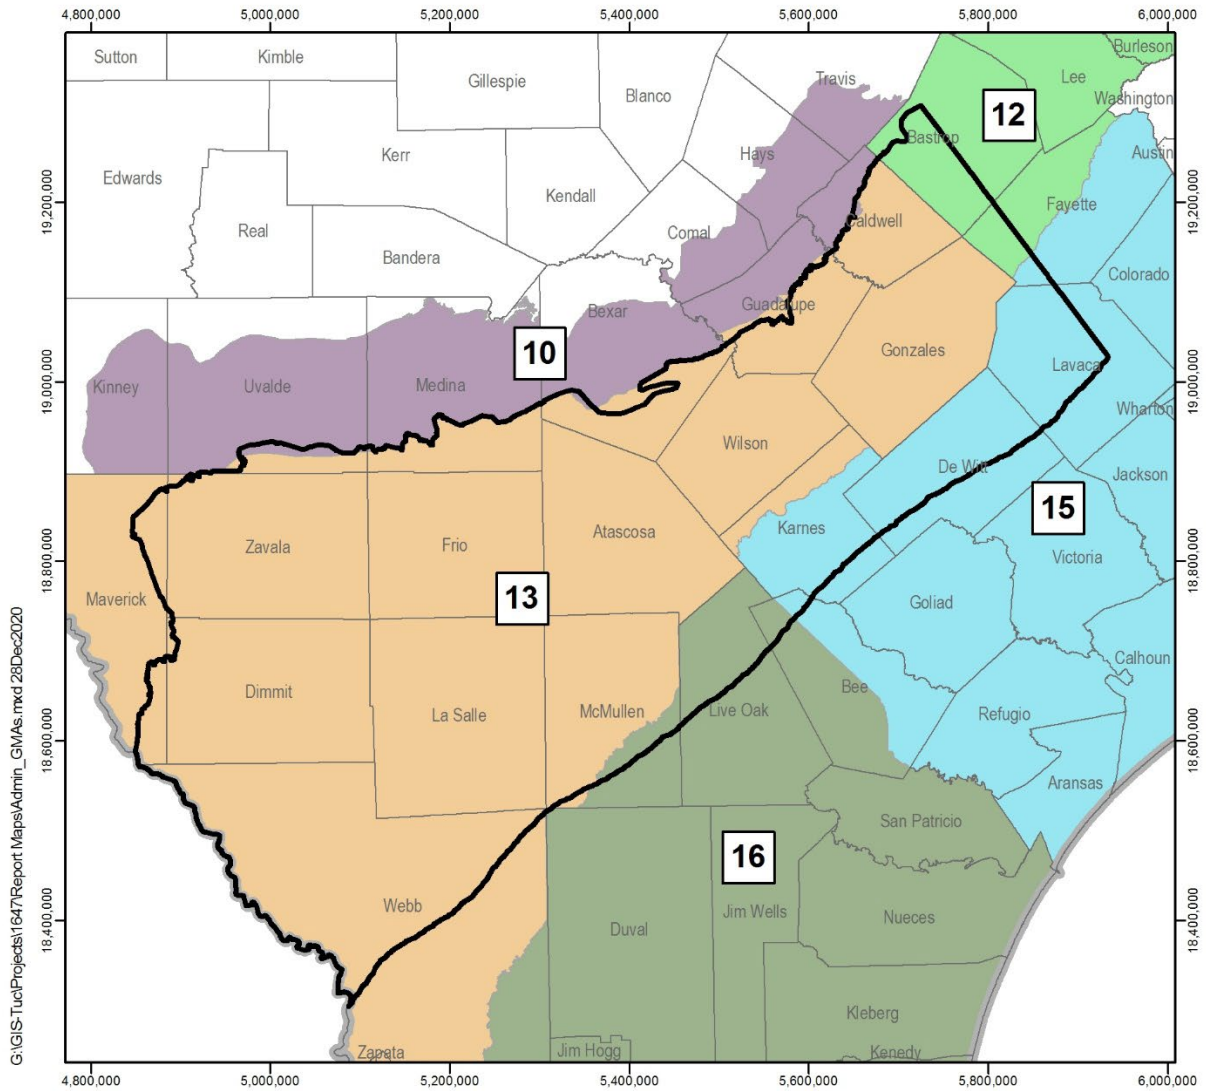 4,800,000 5,000,000 5,200,000 5,400,000 5,600,000 5,800,000 6,000,000
Sutton Kimble Gillespie Blanco Travis Lee Burleson
Washington
12
Bastrop
Edwards Kerr Kendall Hays Austin
19,200,000 19,200,000
Real Bandera Comal Caldwell Fayette
Colorado
Bexar Guadalupe
10
Gonzales Lavaca
Kinney Uvalde Medina
19,000,000 19,000,000
Wharton
Wilson De Witt Jackson
15
Karnes
Zavala Frio Atascosa Victoria
18,800,000 18,800,000
Maverick 13 Goliad
Calhoun
Dimmit La Salle McMullen Live Oak Bee Refugio
18,600,000 18,600,000
Aransas
San Patricio
16
Webb Duval Jim Wells Nueces
18,400,000 18,400,000
Kleberg
Zapata Jim Hogg Kenedy
4,800,000 5,000,000 5,200,000 5,400,000 5,600,000 5,800,000 6,000,000
G:\GIS-Tuc\Projects\1647\Report Maps\Admin_GMAs.mxd 28Dec2020